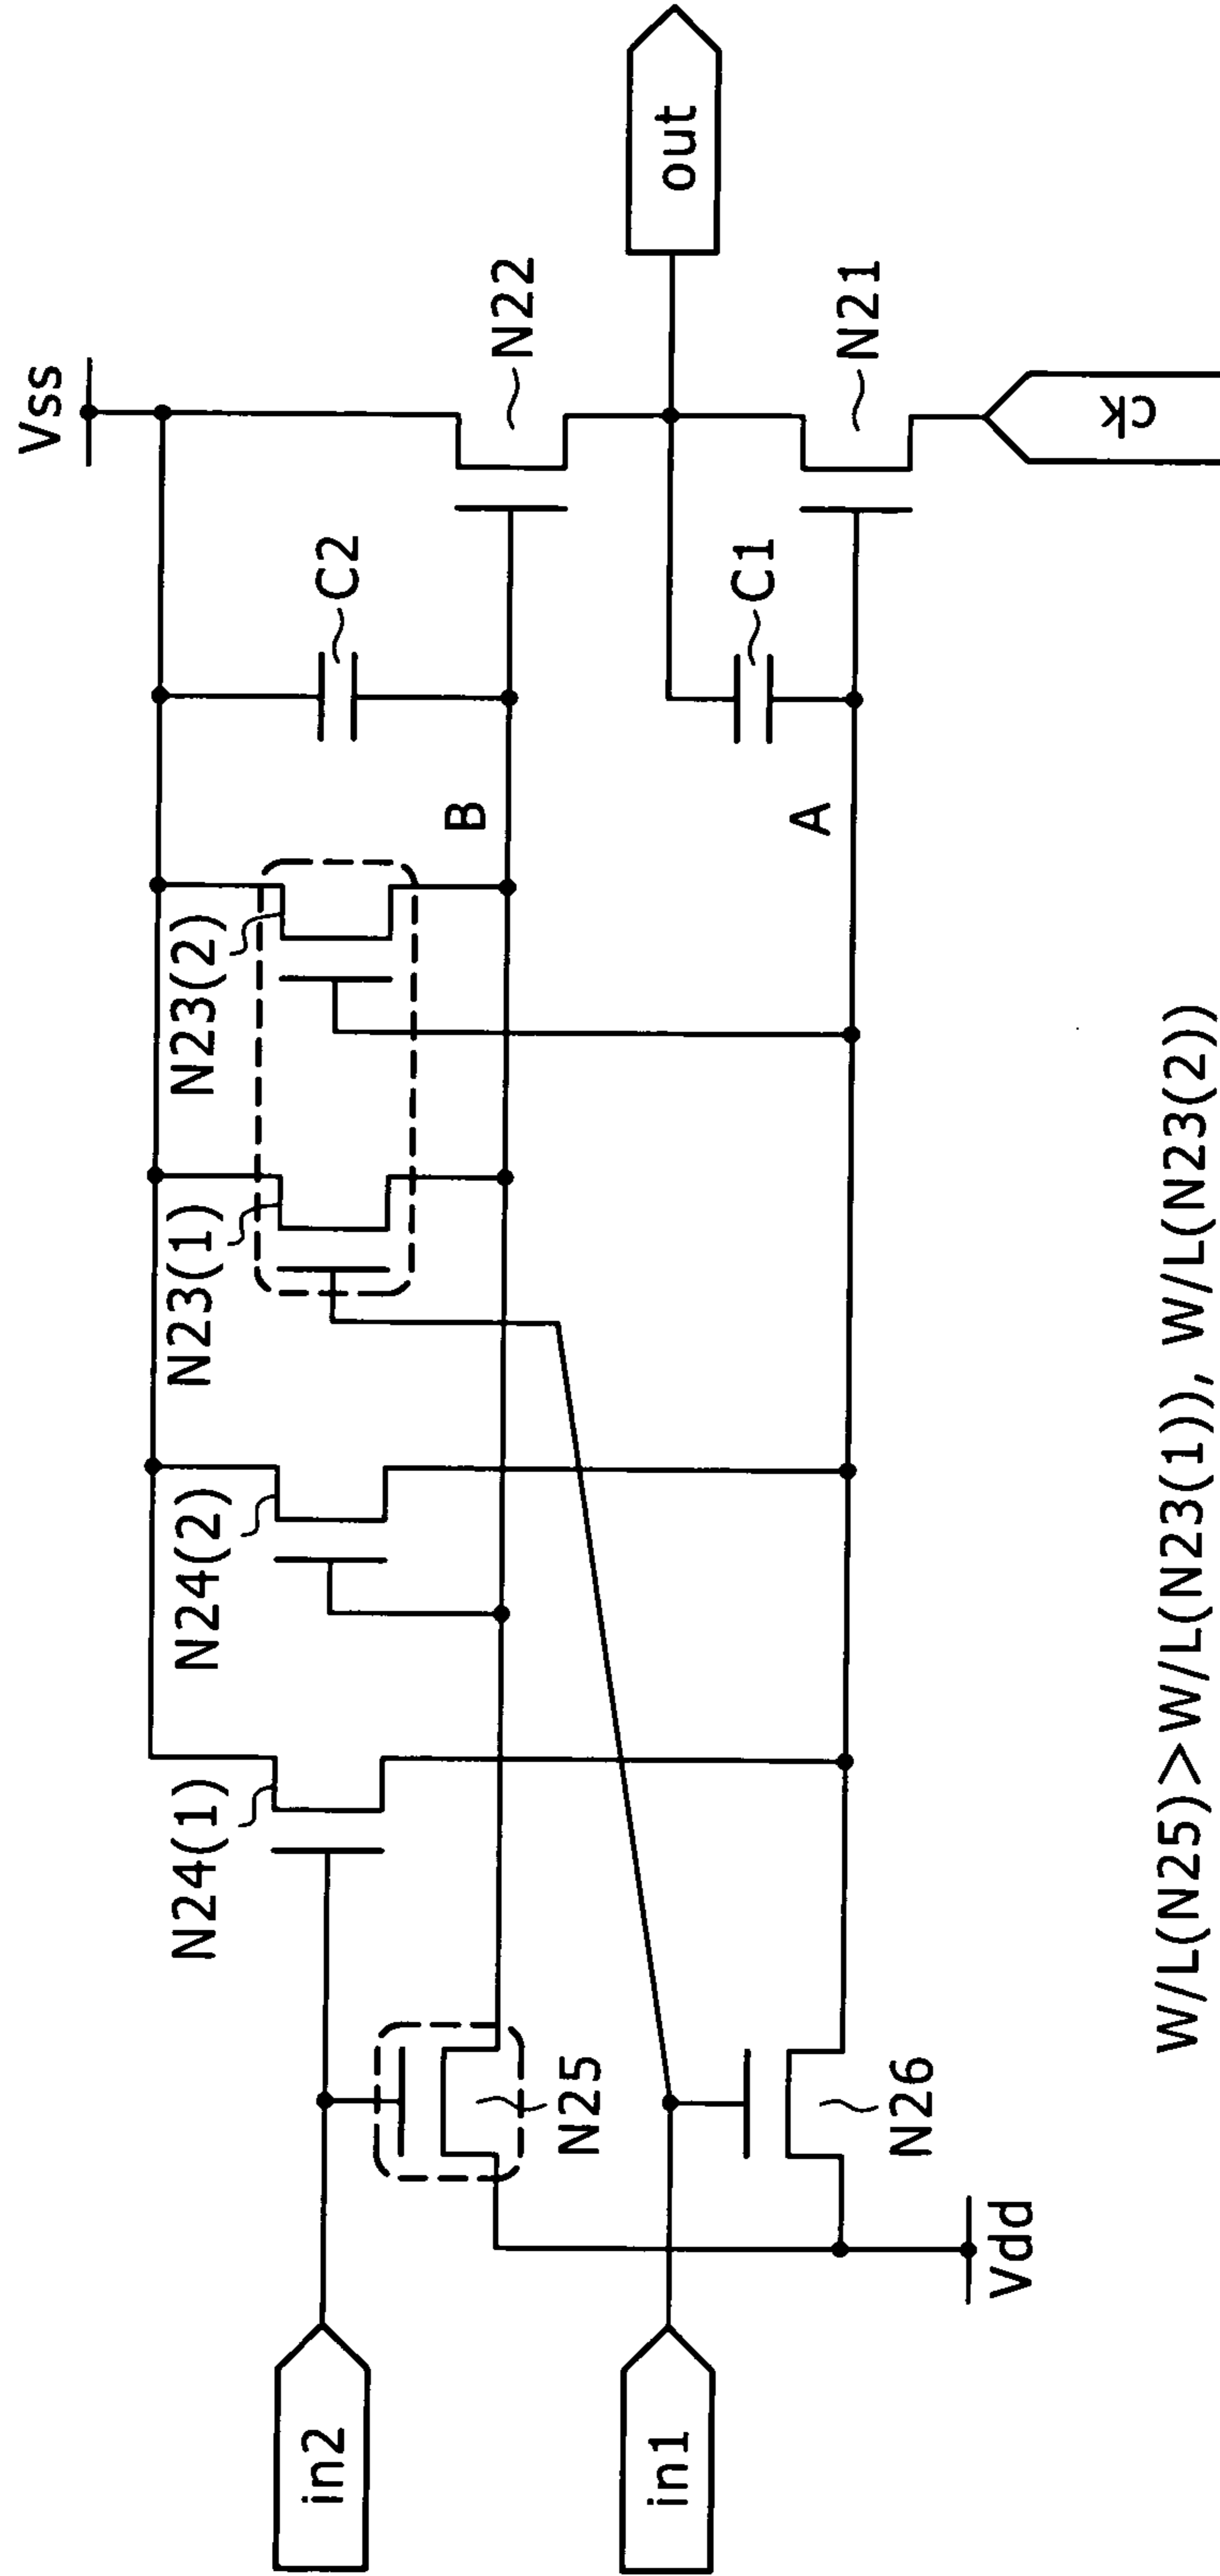 Vss
N24(1)
N24(2)
N23(1)
N23(2)
C2
N22
in2
N25
B
out
in1
N26
A
C1
N21
Vdd
ck
W/L(N25)>W/L(N23(1)), W/L(N23(2))